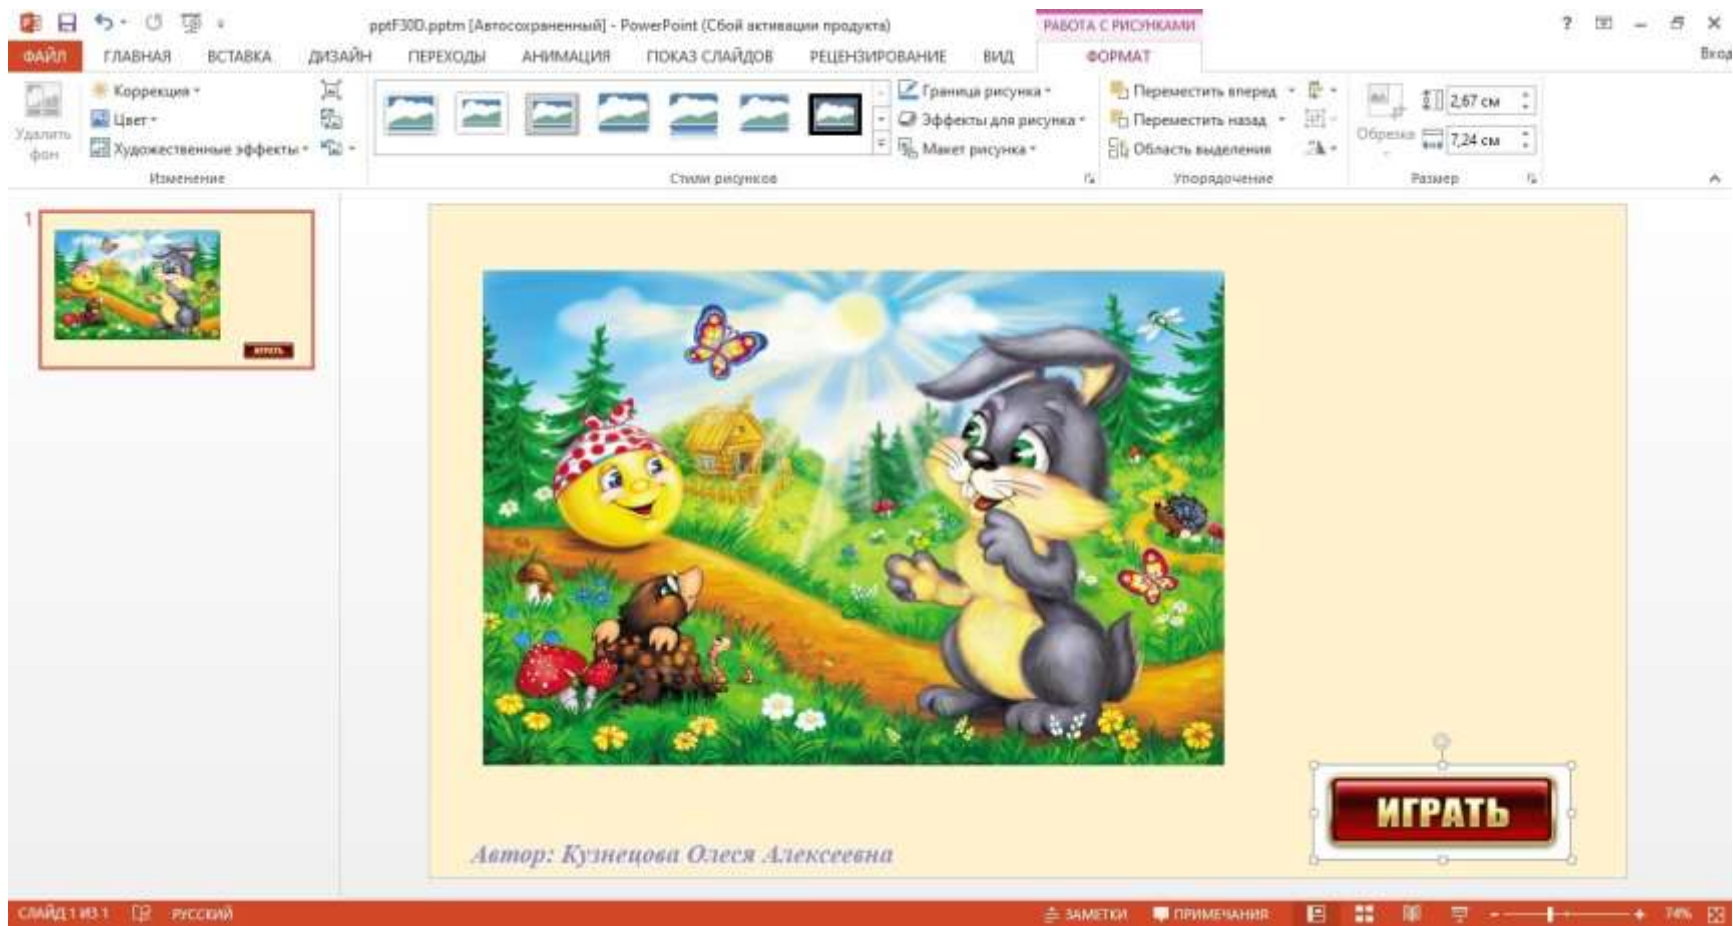 pptF30D.pptm [Автосохраненный] - PowerPoint (Сбой активации продукта)
РАБОТА С РИСУНКАМИ
?
ФАЙЛ ГЛАВНАЯ ВСТАВКА ДИЗАЙН ПЕРЕХОДЫ АНИМАЦИЯ ПОКАЗ СЛАЙДОВ РЕЦЕНЗИРОВАНИЕ ВИД ФОРМАТ Вход
Удалить фон
Коррекция
Цвет
Художественные эффекты
Изменение
Стили рисунков
Граница рисунка
Эффекты для рисунка
Макет рисунка
Переместить вперед
Переместить назад
Область выделения
Упорядочение
Обрезка
2,67 см
7,24 см
Размер
1
ИГРАТЬ
ИГРАТЬ
Автор: Кузнецова Олеся Алексеевна
СЛАЙД 1 ИЗ 1 РУССКИЙ ЗАМЕТКИ ПРИМЕЧАНИЯ 74%